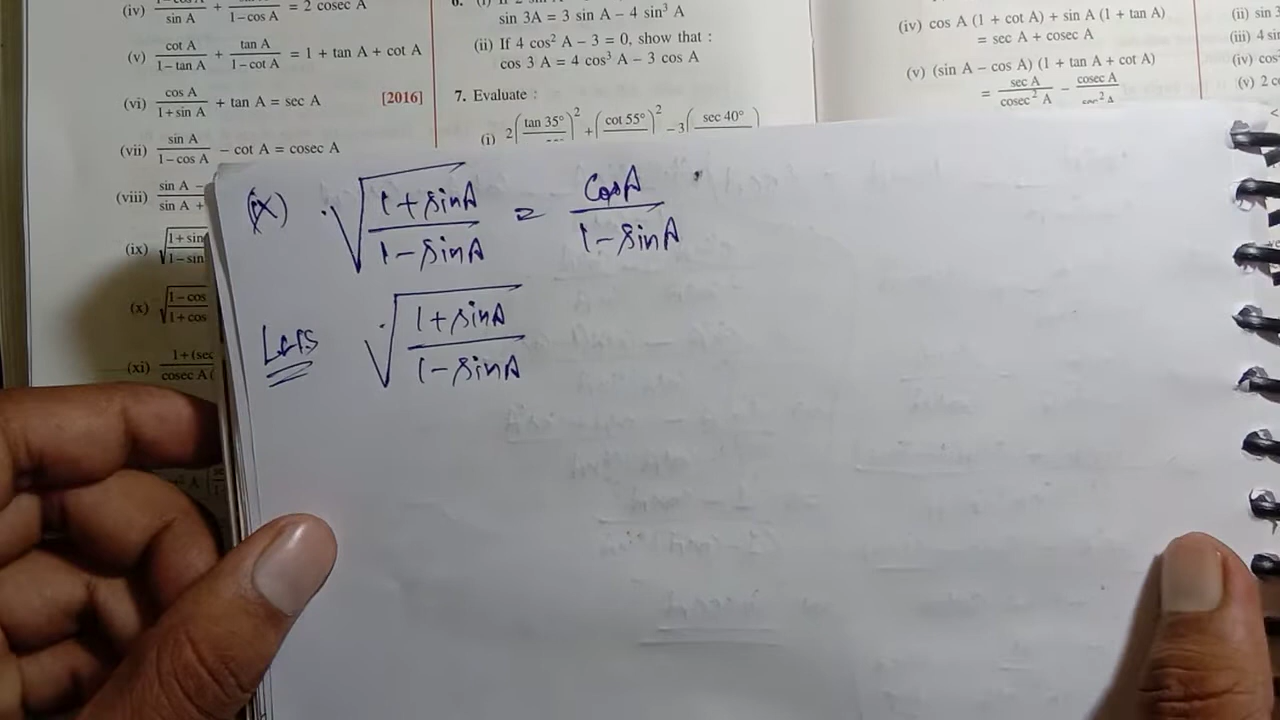 (iv) / sin A + / 1-cos A = 2 cosec A
(v) cot A / 1-tan A + tan A / 1-cot A = 1 + tan A + cot A
(vi) cos A / 1+sin A + tan A = sec A [2016]
(vii) sin A / 1-cos A - cot A = cosec A
(viii) sin A - / sin A +
(ix) √ 1+sin / 1-sin
(x) √ 1-cos / 1+cos
(xi) 1+(sec / cosec A(
sin 3A = 3 sin A - 4 sin³ A
(ii) If 4 cos² A - 3 = 0, show that :
cos 3 A = 4 cos³ A - 3 cos A
7. Evaluate :
(i) 2( tan 35° )² + ( cot 55° )² - 3( sec 40°
(iv) cos A (1 + cot A) + sin A (1 + tan A)
= sec A + cosec A
(v) (sin A - cos A) (1 + tan A + cot A)
= sec A / cosec² A - cosec A / sec² A
(ii) sin 3
(iii) 4 sin
(iv) cos
(v) 2 c
√ 1+sinA / 1-sinA = CosA / 1-sinA
LHS √ 1+sinA / 1-sinA